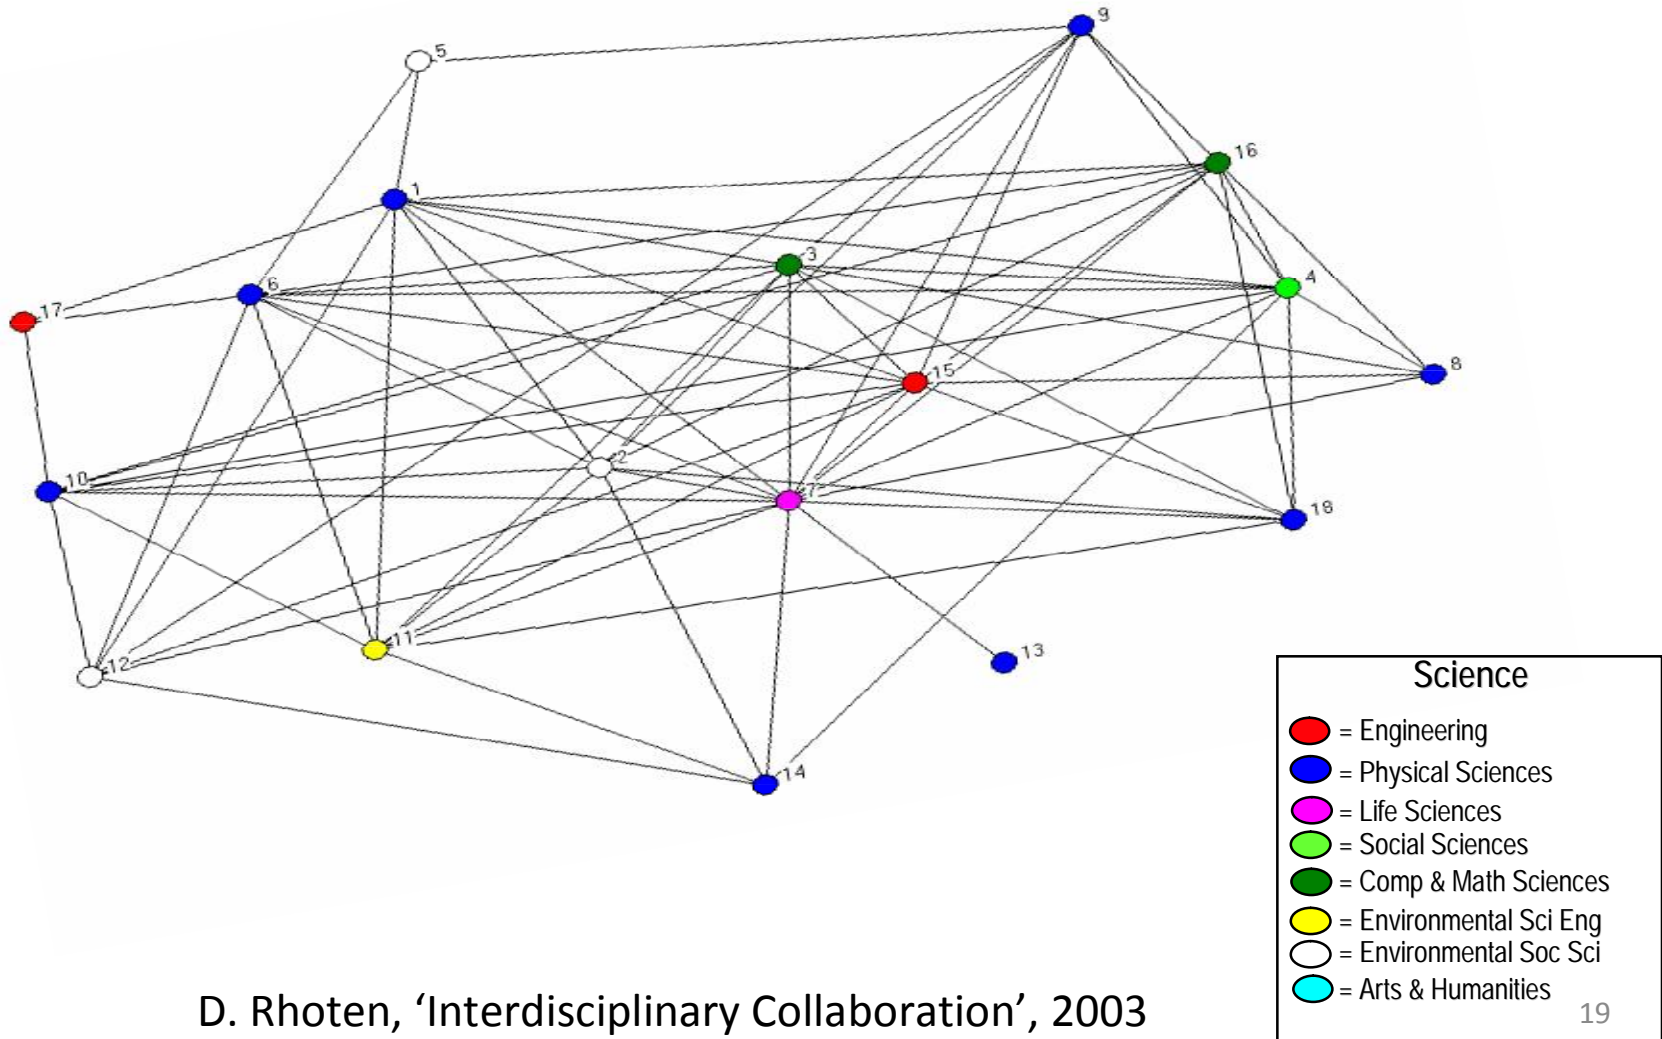 9
5
16
1
3
6
4
17
15
8
2
10
7
18
11
13
12
14
Science
= Engineering
= Physical Sciences
= Life Sciences
= Social Sciences
= Comp & Math Sciences
= Environmental Sci Eng
= Environmental Soc Sci
= Arts & Humanities
D. Rhoten, ‘Interdisciplinary Collaboration’, 2003
19